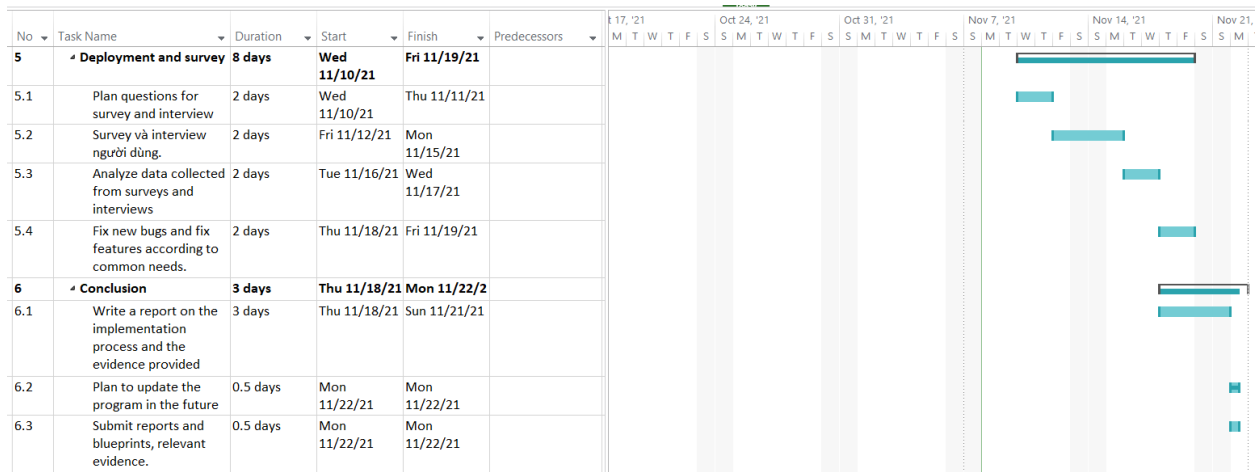 t 17, '21 Oct 24, '21 Oct 31, '21 Nov 7, '21 Nov 14, '21 Nov 21,
No Task Name Duration Start Finish Predecessors M T W T F S S M T W T F S S M T W T F S S M T W T F S S M T W T F S S M
5 Deployment and survey 8 days Wed Fri 11/19/21
11/10/21
5.1 Plan questions for 2 days Wed Thu 11/11/21
survey and interview 11/10/21
5.2 Survey và interview 2 days Fri 11/12/21 Mon
người dùng. 11/15/21
5.3 Analyze data collected 2 days Tue 11/16/21 Wed
from surveys and 11/17/21
interviews
5.4 Fix new bugs and fix 2 days Thu 11/18/21 Fri 11/19/21
features according to
common needs.
6 Conclusion 3 days Thu 11/18/21 Mon 11/22/2
6.1 Write a report on the 3 days Thu 11/18/21 Sun 11/21/21
implementation
process and the
evidence provided
6.2 Plan to update the 0.5 days Mon Mon
program in the future 11/22/21 11/22/21
6.3 Submit reports and 0.5 days Mon Mon
blueprints, relevant 11/22/21 11/22/21
evidence.